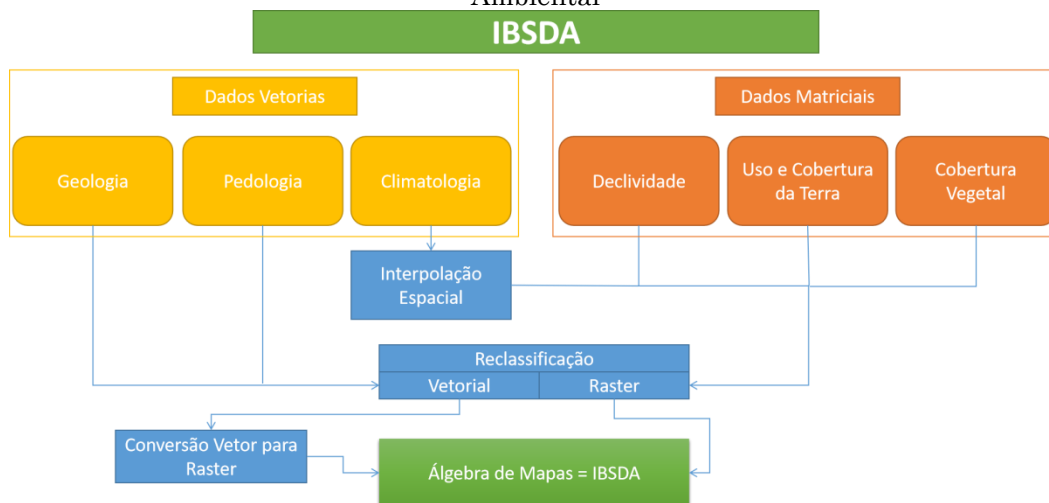 Ambiental
IBSDA
Dados Vetorias
Dados Matriciais
Geologia
Pedologia
Climatologia
Declividade
Uso e Cobertura
da Terra
Cobertura
Vegetal
Interpolação
Espacial
Reclassificação
Vetorial
Raster
Conversão Vetor para
Raster
Álgebra de Mapas = IBSDA